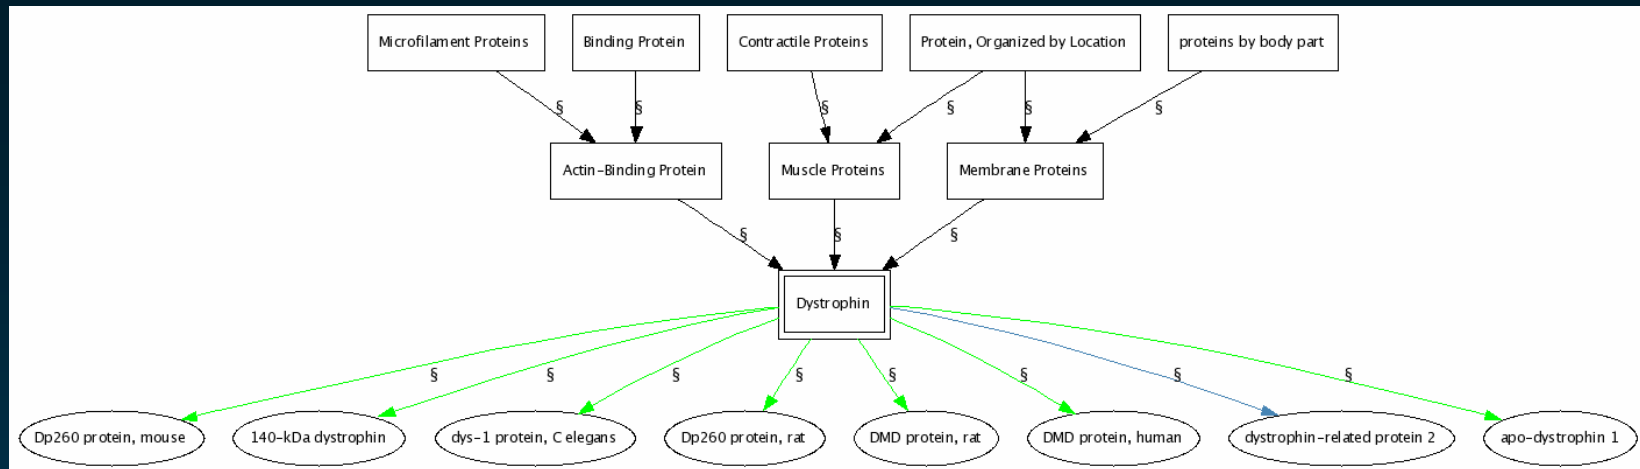 Microfilament Proteins
Binding Protein
Contractile Proteins
Protein, Organized by Location
proteins by body part
§ § § § § §
Actin-Binding Protein
Muscle Proteins
Membrane Proteins
§ § §
Dystrophin
§ § § § § § § §
Dp260 protein, mouse
140-kDa dystrophin
dys-1 protein, C elegans
Dp260 protein, rat
DMD protein, rat
DMD protein, human
dystrophin-related protein 2
apo-dystrophin 1